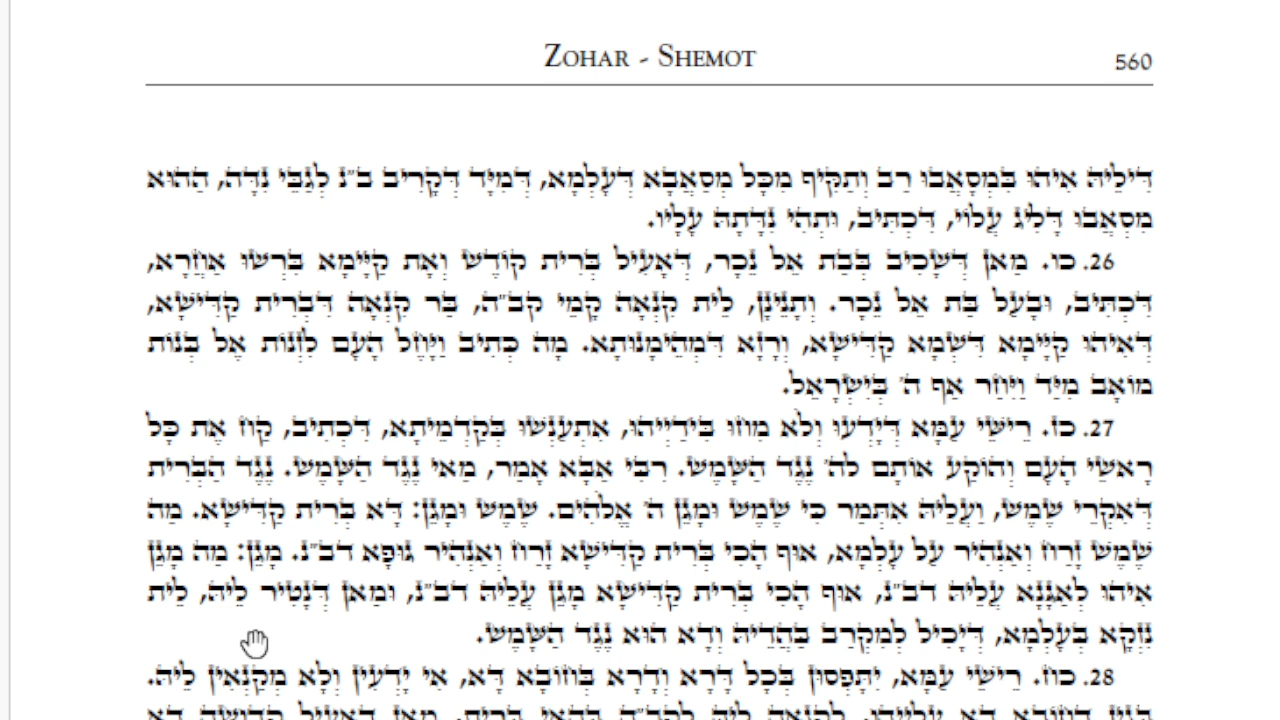 ZOHAR - SHEMOT
560
דִּילֵיהּ אִיהוּ בִּמְסָאֲבוּ רַב וְתַקִּיף מִכָּל מְסַאֲבָא דְּעָלְמָא, דְּמִיָּד דְּקָרִיב ב״נ לְגַבֵּי נִדָּה, הַהוּא
מִסְאֲבוּ דָּלִיג עֲלוֹי, דִּכְתִּיב, וּתְהִי נִדָּתָהּ עָלָיו.
26. כו. מַאן דְּשָׁכִיב בְּבַת אֵל נֵכָר, דְּאָעִיל בְּרִית קוֹדֶשׁ וְאָת קַיָּימָא בִּרְשׁוּ אַחֲרָא,
דִּכְתִּיב, וּבָעַל בַּת אֵל נֵכָר. וְתָנֵינָן, לֵית קִנְאָה קָמֵי קב״ה, בַּר קִנְאָה דִּבְרִית קַדִּישָׁא,
דְּאִיהוּ קַיָּימָא דִּשְׁמָא קַדִּישָׁא, וְרָזָא דִּמְהֵימָנוּתָא. מָה כְּתִיב וַיָּחֶל הָעָם לִזְנוֹת אֶל בְּנוֹת
מוֹאָב מִיַּד וַיִּחַר אַף ה׳ בְּיִשְׂרָאֵל.
27. כז. רֵישֵׁי עַמָּא דְּיָדְעוּ וְלֹא מִחוּ בִּידַיְיהוּ, אִתְעַנְשׁוּ בְּקַדְמֵיתָא, דִּכְתִיב, קַח אֶת כָּל
רָאשֵׁי הָעָם וְהוֹקַע אוֹתָם לַה׳ נֶגֶד הַשָּׁמֶשׁ. רַבִּי אַבָּא אָמַר, מַאי נֶגֶד הַשָּׁמֶשׁ. נֶגֶד הַבְּרִית
דְּאִקְרֵי שֶׁמֶשׁ, וַעֲלֵיהּ אִתְּמַר כִּי שֶׁמֶשׁ וּמָגֵן ה׳ אֱלֹהִים. שֶׁמֶשׁ וּמָגֵן: דָּא בְּרִית קַדִּישָׁא. מַה
שֶּׁמֶשׁ זָרַח וְאַנְהִיר עַל עָלְמָא, אוּף הָכִי בְּרִית קַדִּישָׁא זָרַח וְאַנְהִיר גּוּפָא דב״נ. מָגֵן: מַה מָּגֵן
אִיהוּ לְאַגָּנָא עֲלֵיהּ דב״נ, אוּף הָכִי בְּרִית קַדִּישָׁא מָגֵן עֲלֵיהּ דב״נ, וּמַאן דְּנָטִיר לֵיהּ, לֵית
נִזְקָא בְּעָלְמָא, דְּיָכִיל לְמִקְרַב בַּהֲדֵיהּ וְדָא הוּא נֶגֶד הַשָּׁמֶשׁ.
28. כח. רֵישֵׁי עַמָּא, יִתָּפְסוּן בְּכָל דָּרָא וְדָרָא בְּחוֹבָא דָּא, אִי יָדְעִין וְלָא מְקַנְּאִין לֵיהּ.